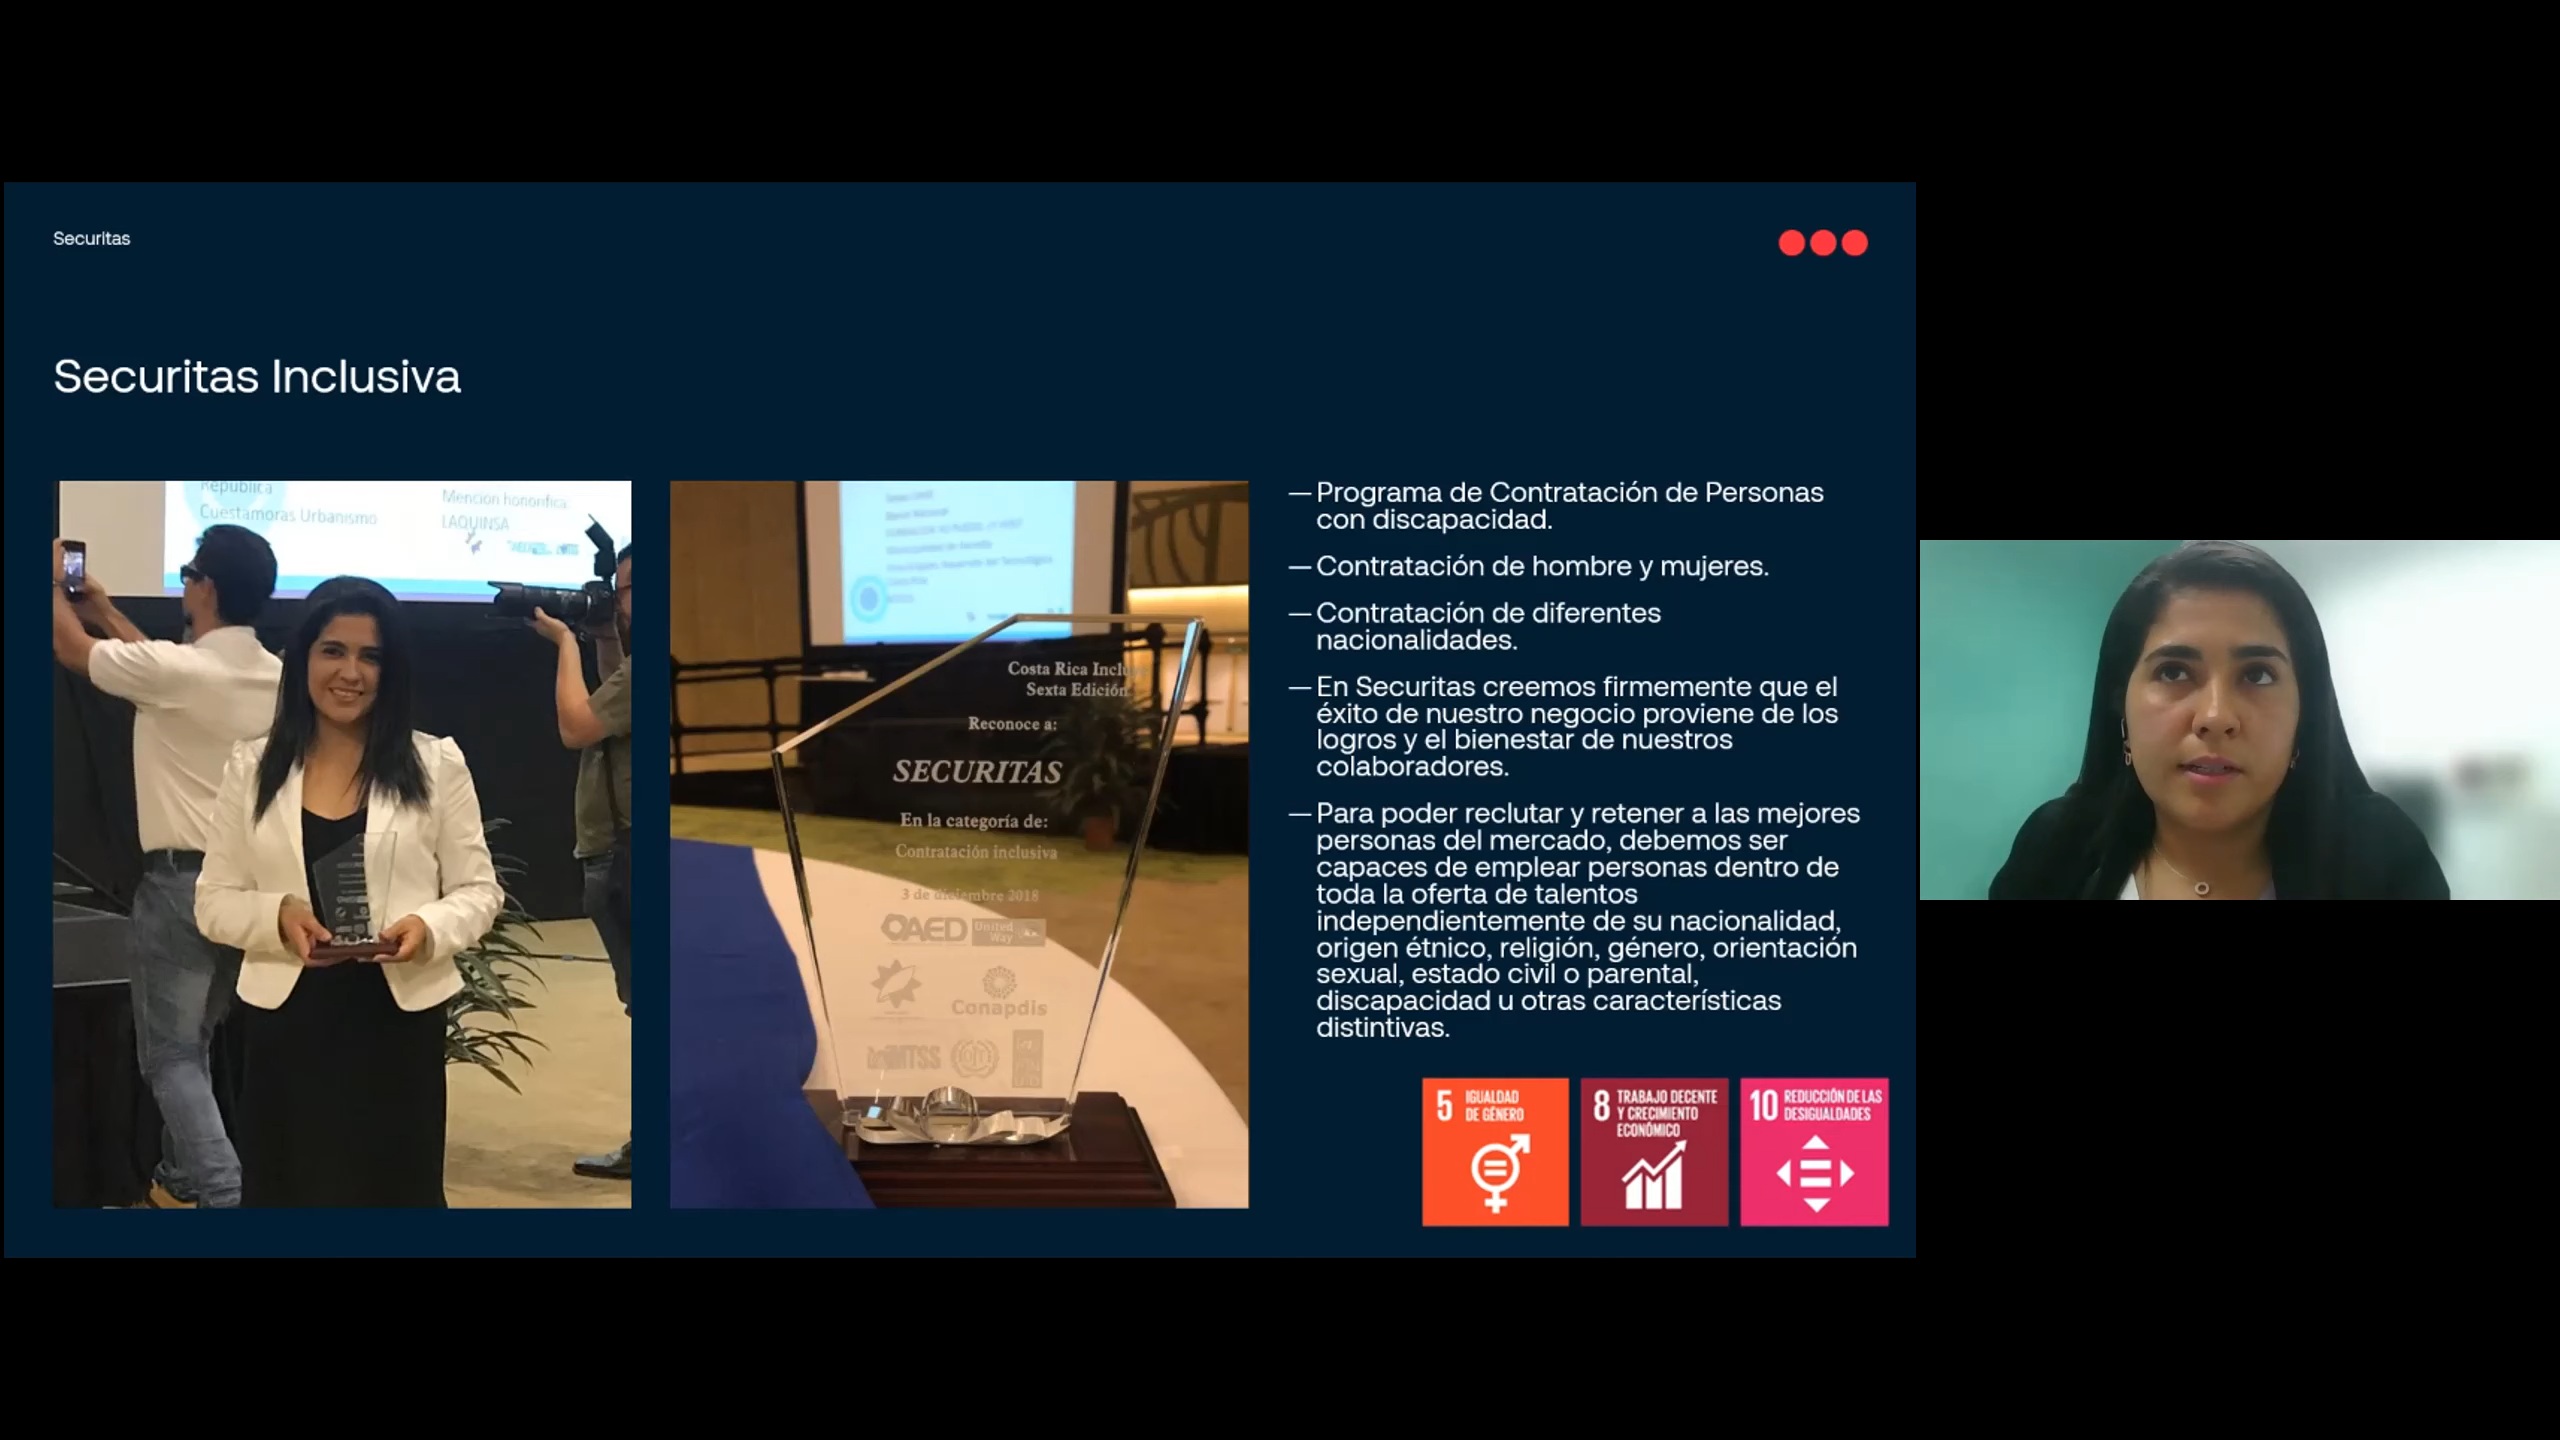 Securitas
Securitas Inclusiva
República
Cuestamoras Urbanismo
Mención honorífica:
LAQUINSA
Costa Rica
Sexta Edición
Reconoce a:
SECURITAS
En la categoría de:
Contratación inclusiva
3 de diciembre 2018
AED
United
Way
Conapdis
MTSS
— Programa de Contratación de Personas
con discapacidad.
— Contratación de hombre y mujeres.
— Contratación de diferentes
nacionalidades.
— En Securitas creemos firmemente que el
éxito de nuestro negocio proviene de los
logros y el bienestar de nuestros
colaboradores.
— Para poder reclutar y retener a las mejores
personas del mercado, debemos ser
capaces de emplear personas dentro de
toda la oferta de talentos
independientemente de su nacionalidad,
origen étnico, religión, género, orientación
sexual, estado civil o parental,
discapacidad u otras características
distintivas.
5 IGUALDAD
DE GÉNERO
8 TRABAJO DECENTE
Y CRECIMIENTO
ECONÓMICO
10 REDUCCIÓN DE LAS
DESIGUALDADES